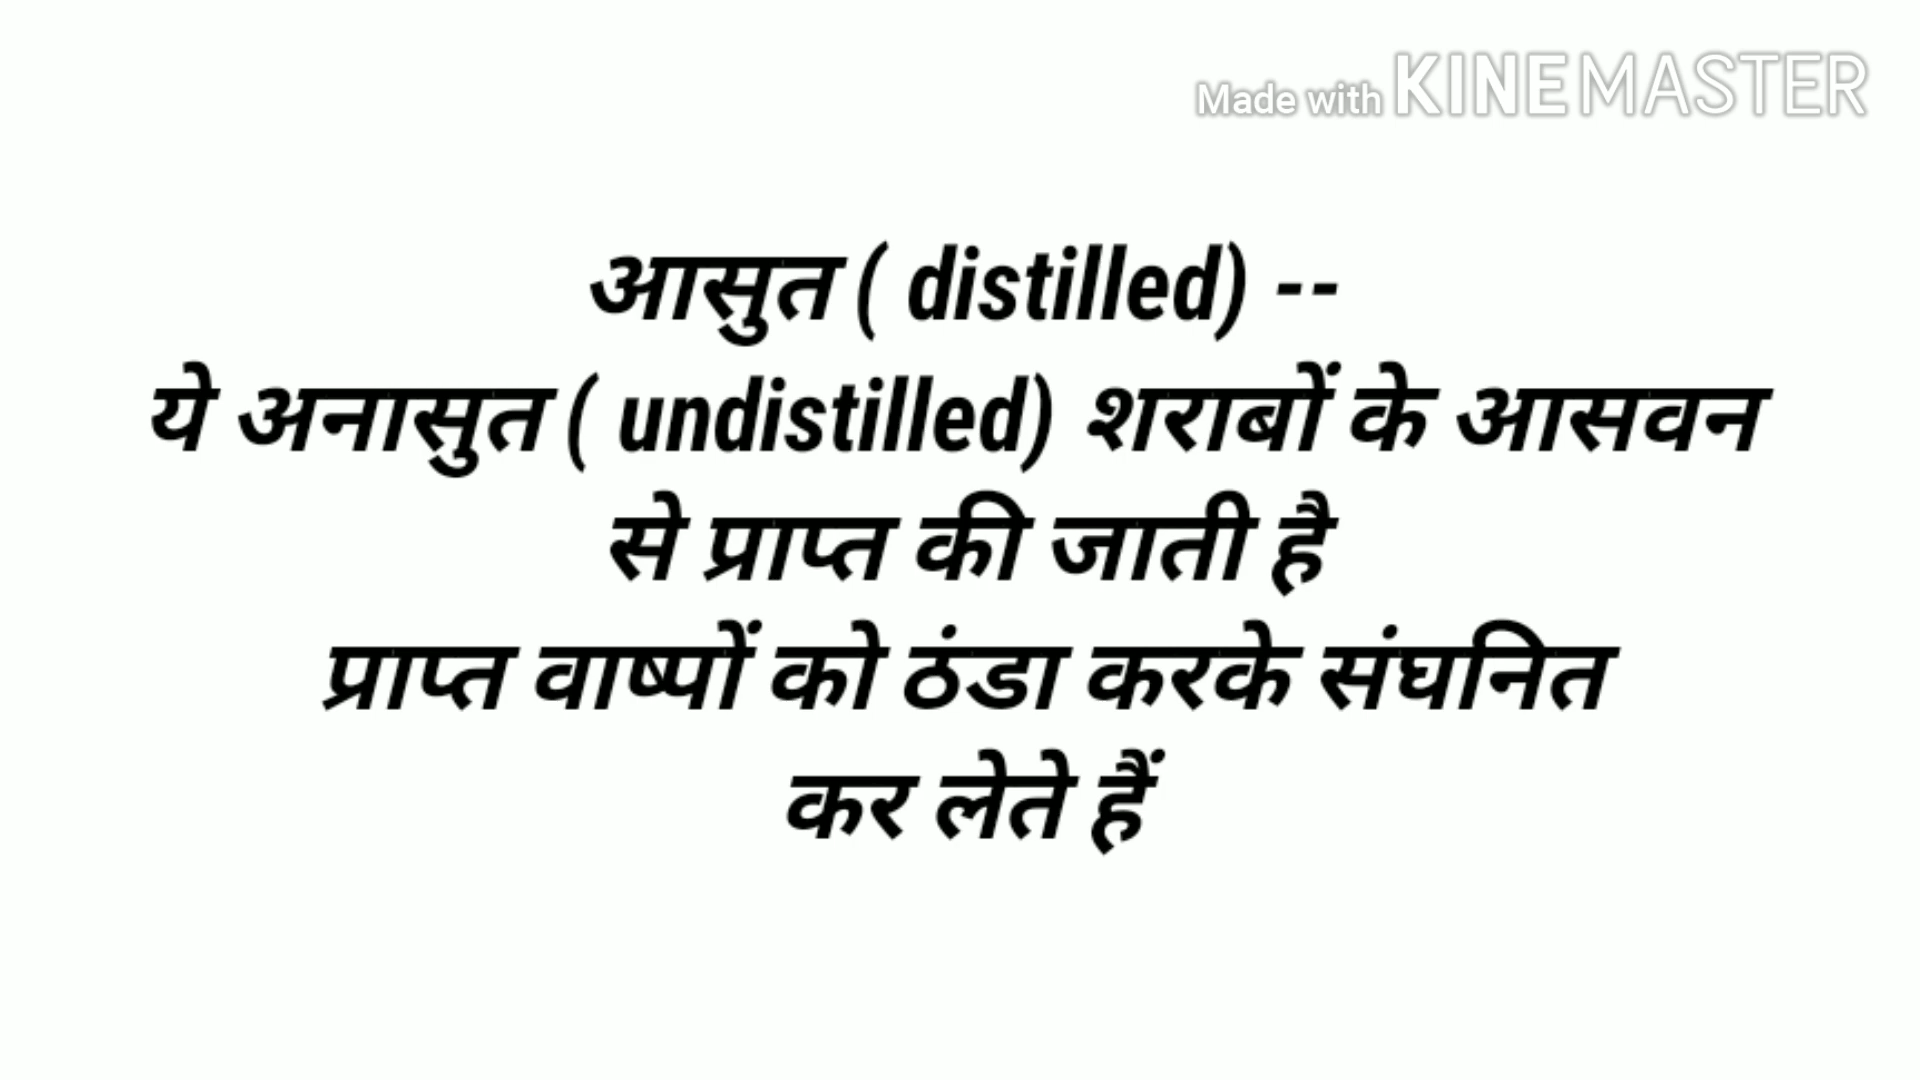 Made with KINEMASTER
आसुत ( distilled) --
ये अनासुत ( undistilled) शराबों के आसवन
से प्राप्त की जाती है
प्राप्त वाष्पों को ठंडा करके संघनित
कर लेते हैं